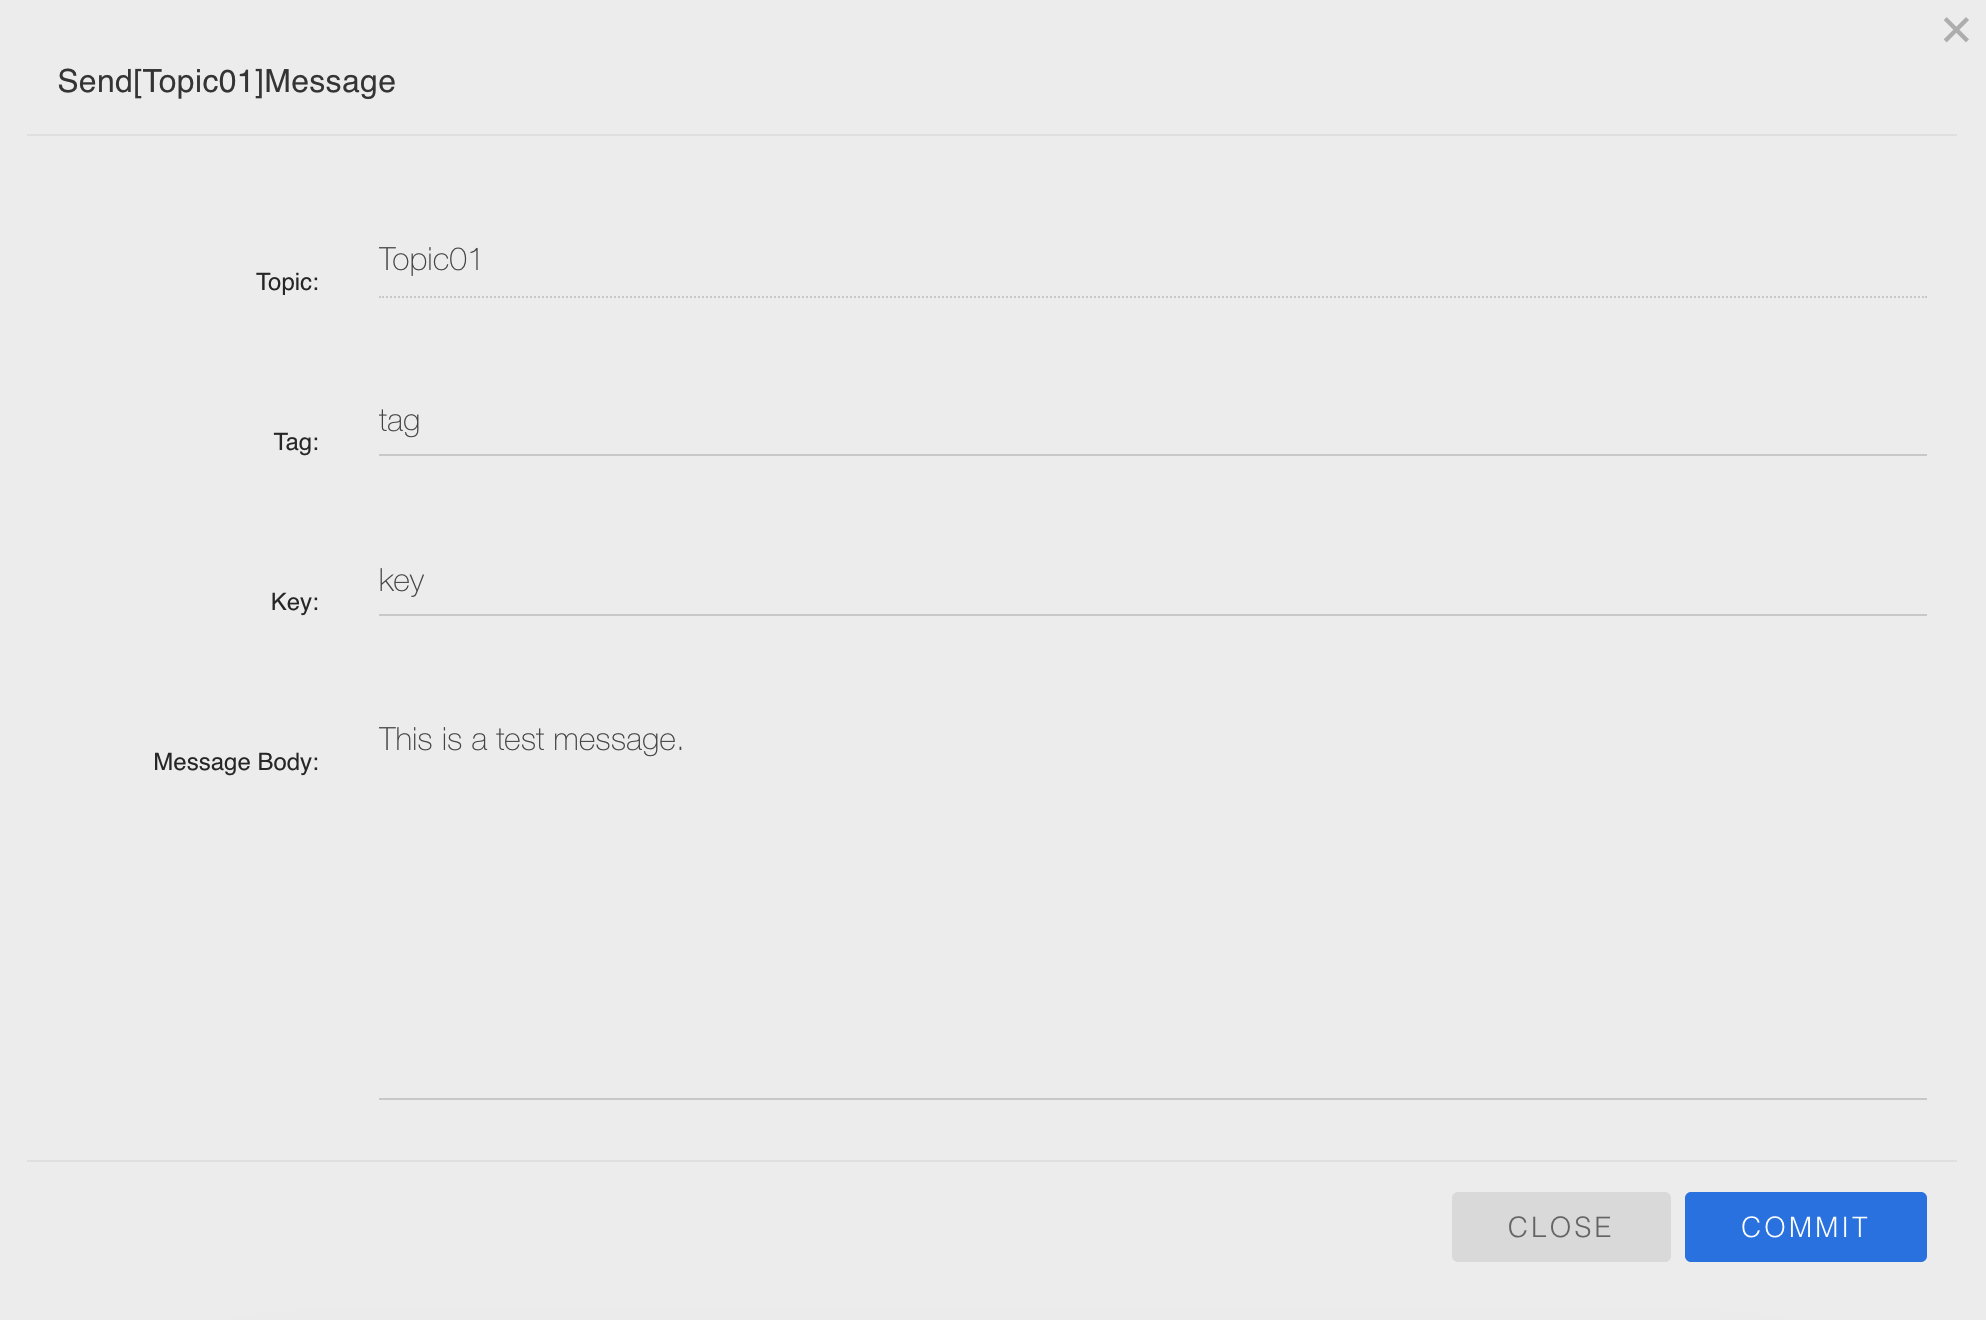 Send[Topic01]Message
Topic:
Topic01
Tag:
tag
Key:
key
Message Body:
This is a test message.
CLOSE
COMMIT